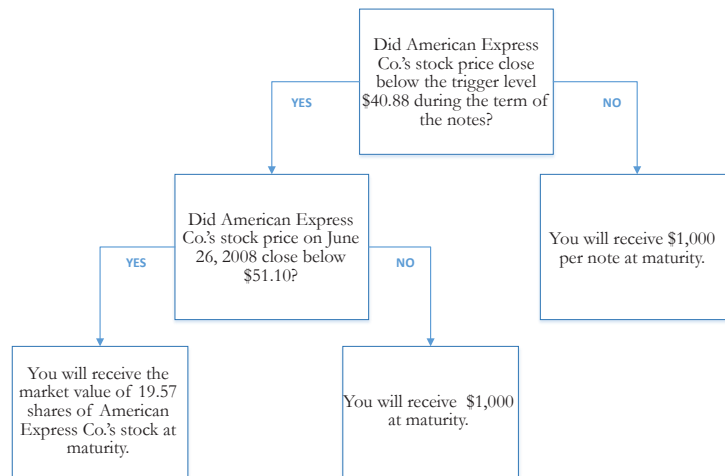 Did American Express
Co.'s stock price close
below the trigger level
$40.88 during the term of
the notes?
YES
NO
Did American Express
Co.'s stock price on June
26, 2008 close below
$51.10?
You will receive $1,000
per note at maturity.
YES
NO
You will receive the
market value of 19.57
shares of American
Express Co.'s stock at
maturity.
You will receive $1,000
at maturity.